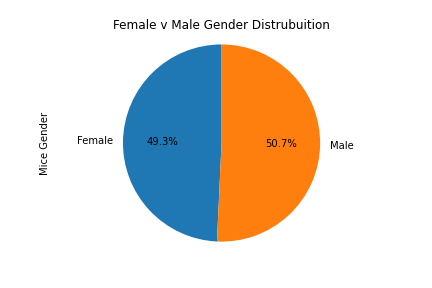 Female v Male Gender Distrubuition
Mice Gender
Female
49.3%
50.7%
Male